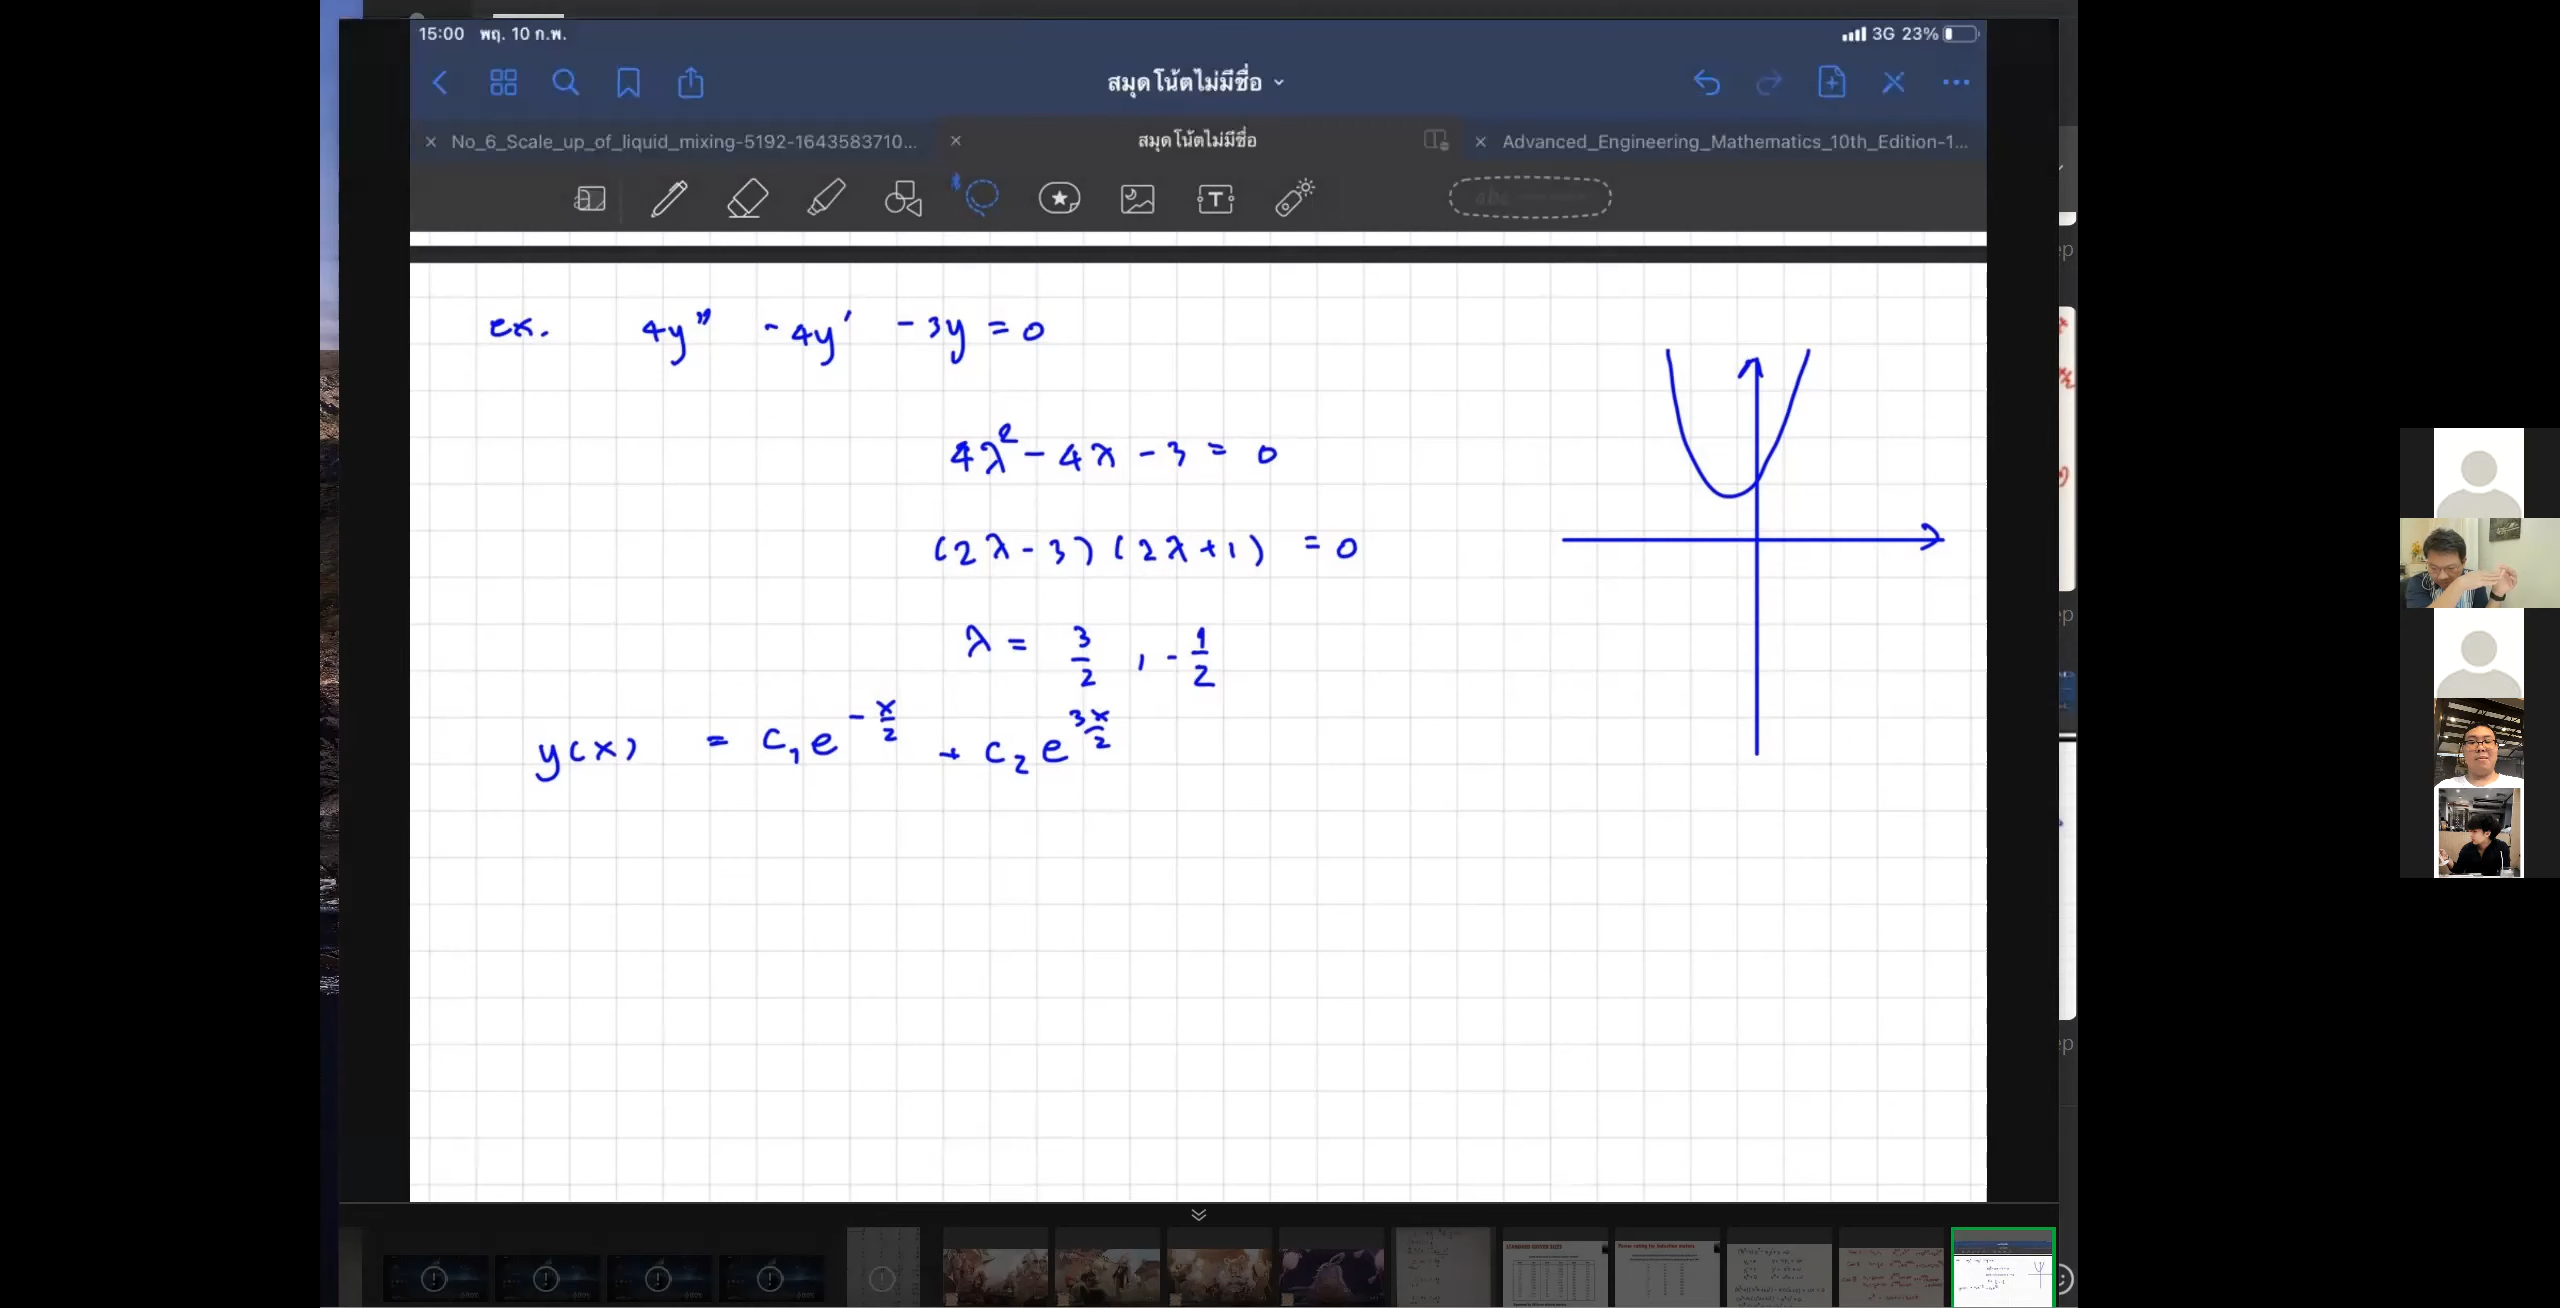 15:00 พฤ. 10 ก.พ.
3G 23%
สมุดโน้ตไม่มีชื่อ
No_6_Scale_up_of_liquid_mixing-5192-1643583710...
สมุดโน้ตไม่มีชื่อ
Advanced_Engineering_Mathematics_10th_Edition-1...
ex. 4y'' - 4y' - 3y = 0
4λ² - 4λ - 3 = 0
(2λ - 3)(2λ + 1) = 0
λ = 3/2 , -1/2
y(x) = c₁e^(-x/2) + c₂e^(3x/2)